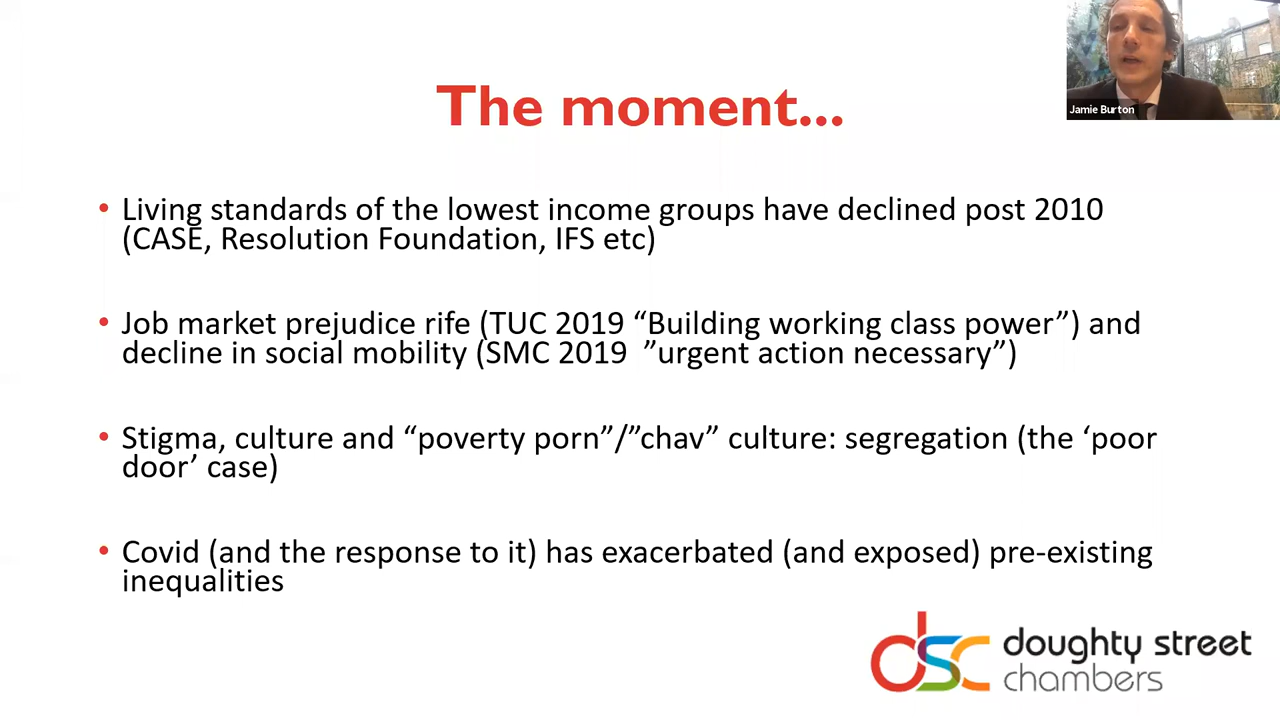 The moment...
Jamie Burton
• Living standards of the lowest income groups have declined post 2010
(CASE, Resolution Foundation, IFS etc)
• Job market prejudice rife (TUC 2019 “Building working class power”) and
decline in social mobility (SMC 2019 ”urgent action necessary”)
• Stigma, culture and “poverty porn”/”chav” culture: segregation (the ‘poor
door’ case)
• Covid (and the response to it) has exacerbated (and exposed) pre-existing
inequalities
dsc doughty street
chambers